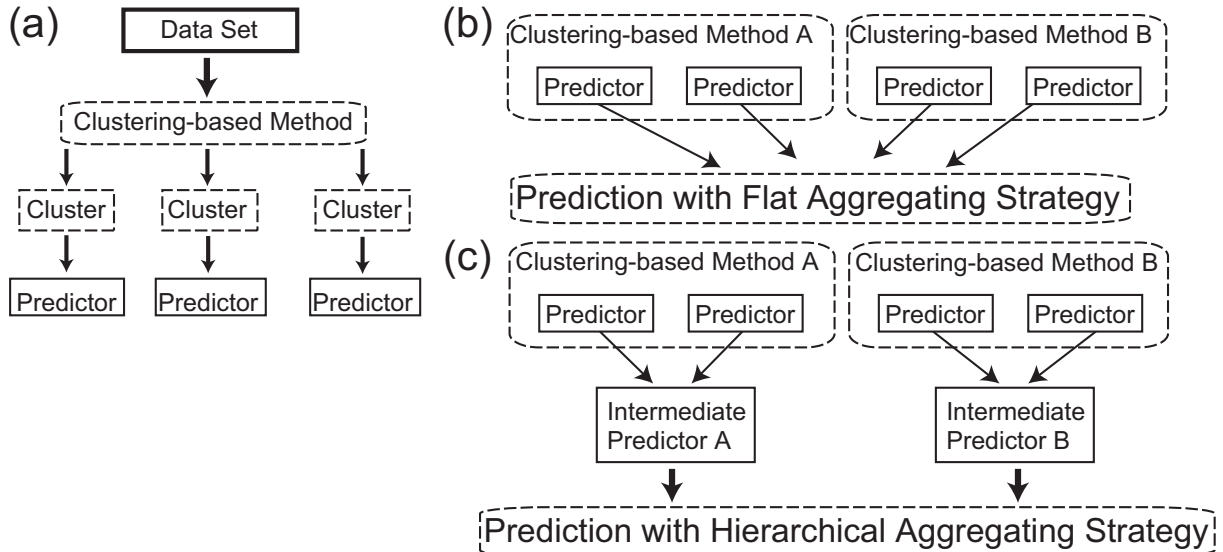 (a)
Data Set
Clustering-based Method
Cluster
Cluster
Cluster
Predictor
Predictor
Predictor
(b)
Clustering-based Method A
Clustering-based Method B
Predictor
Predictor
Predictor
Predictor
Prediction with Flat Aggregating Strategy
(c)
Clustering-based Method A
Clustering-based Method B
Predictor
Predictor
Predictor
Predictor
Intermediate
Predictor A
Intermediate
Predictor B
Prediction with Hierarchical Aggregating Strategy